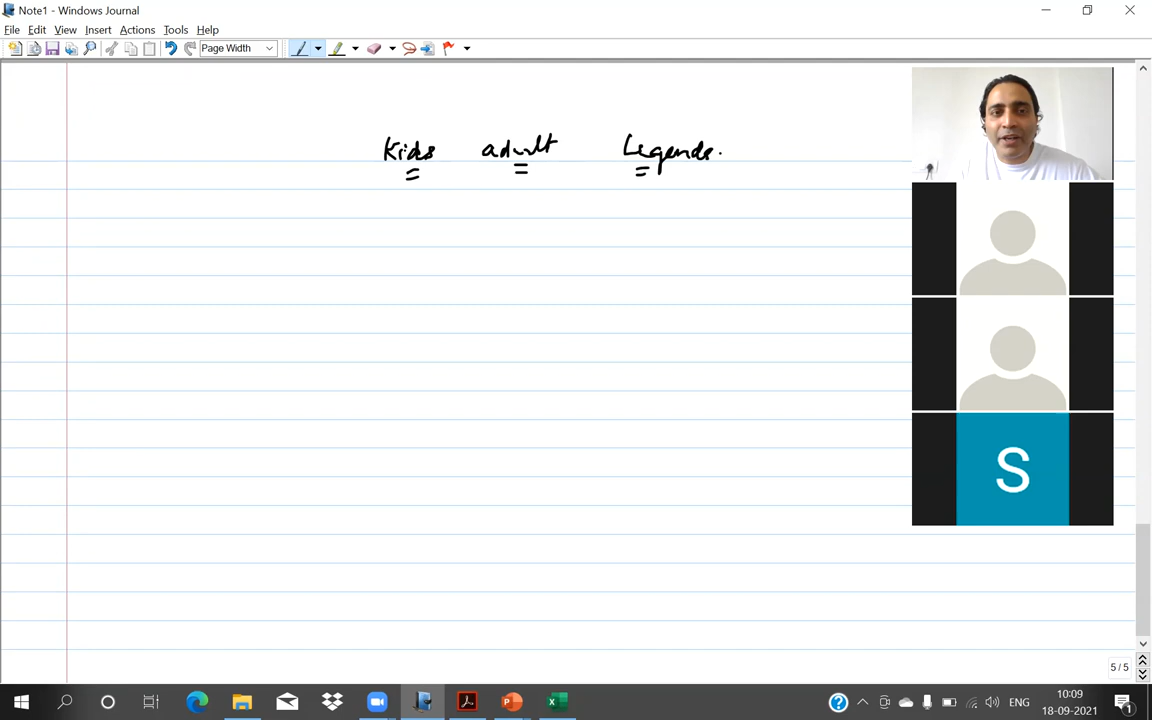 Note1 - Windows Journal
File Edit View Insert Actions Tools Help
Page Width
Kids adult Legends.
S
5 / 5
ENG
10:09
18-09-2021
1